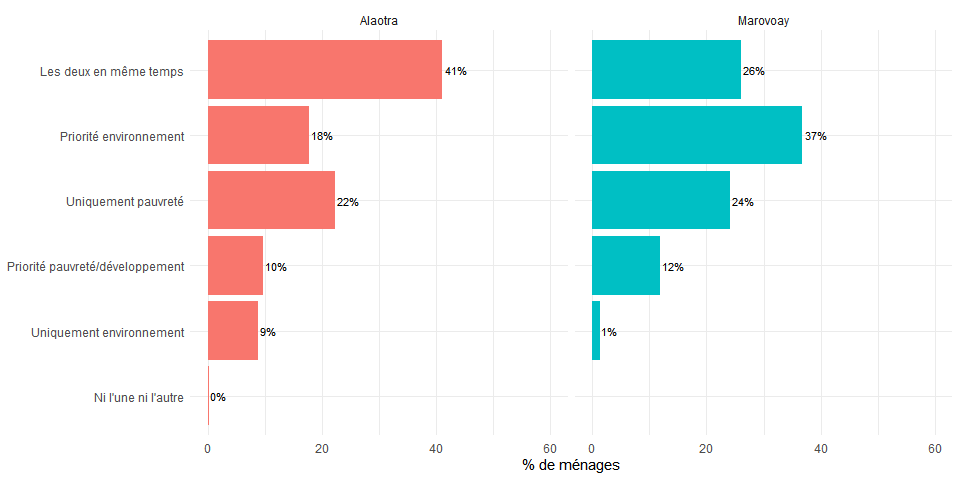 Alaotra
Marovoay
Les deux en même temps
41%
26%
Priorité environnement
18%
37%
Uniquement pauvreté
22%
24%
Priorité pauvreté/développement
10%
12%
Uniquement environnement
9%
1%
Ni l'une ni l'autre
0%
0 20 40 60
0 20 40 60
% de ménages